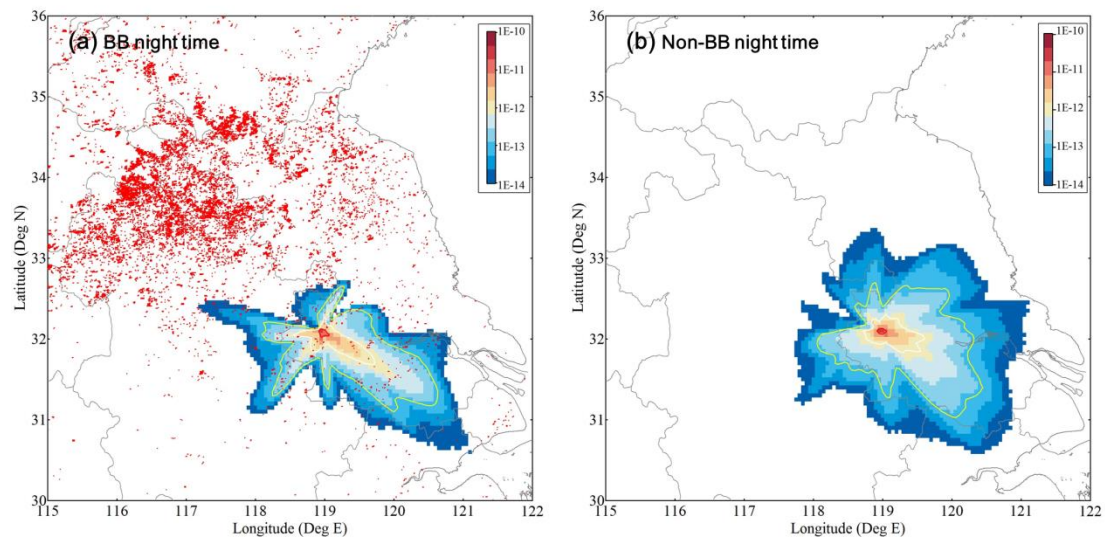 (a) BB night time
36
35
34
33
32
31
30
Latitude (Deg N)
115
116
117
118
119
120
121
122
Longitude (Deg E)
1E-10
1E-11
1E-12
1E-13
1E-14
(b) Non-BB night time
36
35
34
33
32
31
30
Latitude (Deg N)
115
116
117
118
119
120
121
122
Longitude (Deg E)
1E-10
1E-11
1E-12
1E-13
1E-14